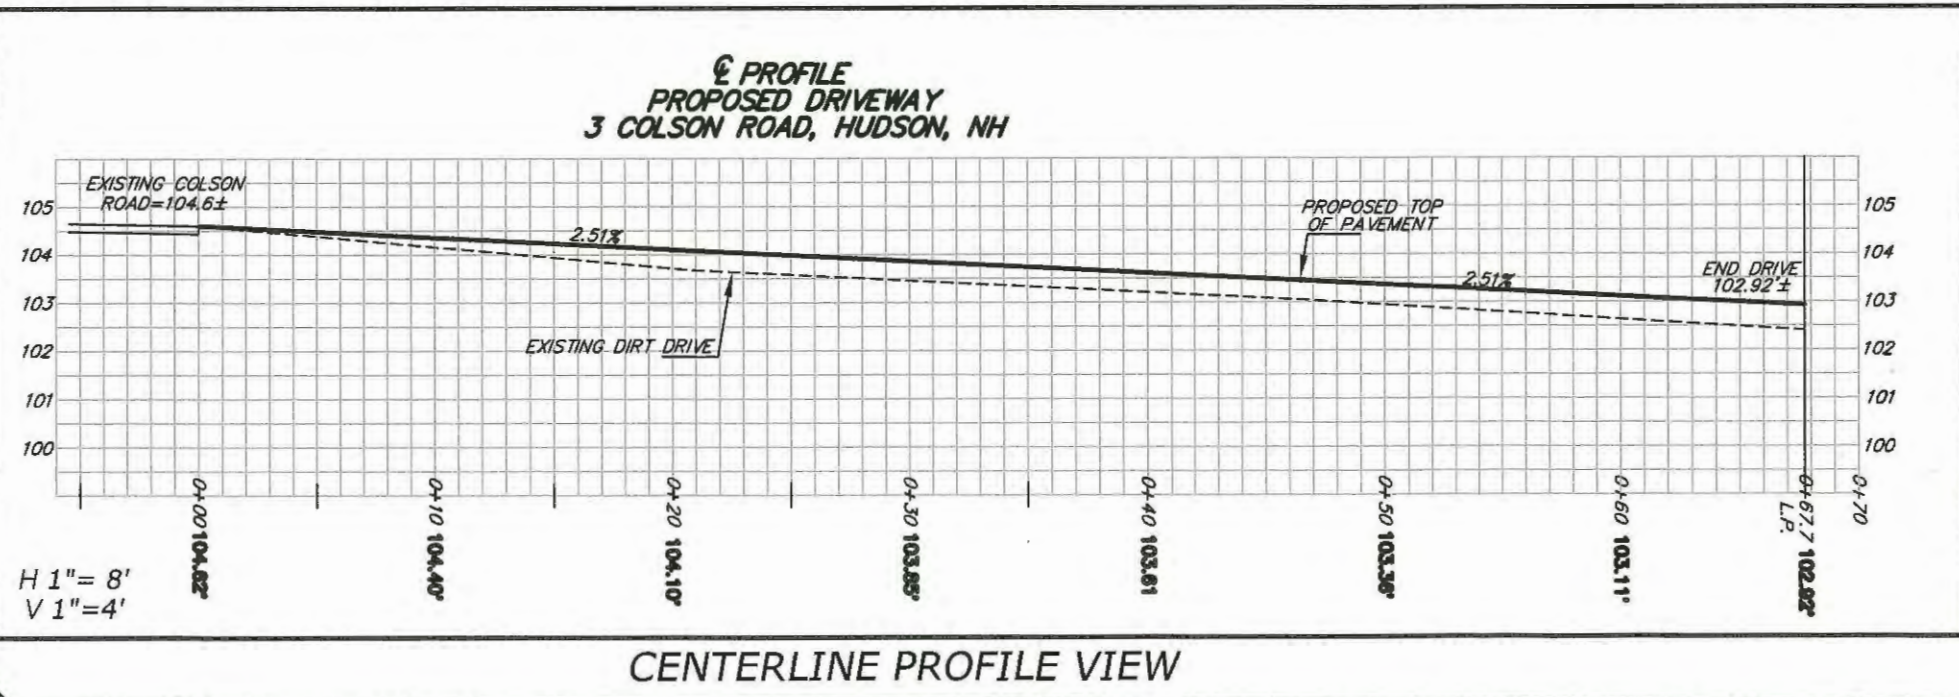 ℄ PROFILE
PROPOSED DRIVEWAY
3 COLSON ROAD, HUDSON, NH
EXISTING COLSON
ROAD=104.6±
105
104
103
102
101
100
2.51%
EXISTING DIRT DRIVE
PROPOSED TOP
OF PAVEMENT
2.51%
END DRIVE
102.92'±
105
104
103
102
101
100
0+00 104.62'
0+10 104.40'
0+20 104.10'
0+30 103.85'
0+40 103.61
0+50 103.36'
0+60 103.11'
0+67.7 102.92'
L.P.
0+70
H 1"= 8'
V 1"=4'
CENTERLINE PROFILE VIEW